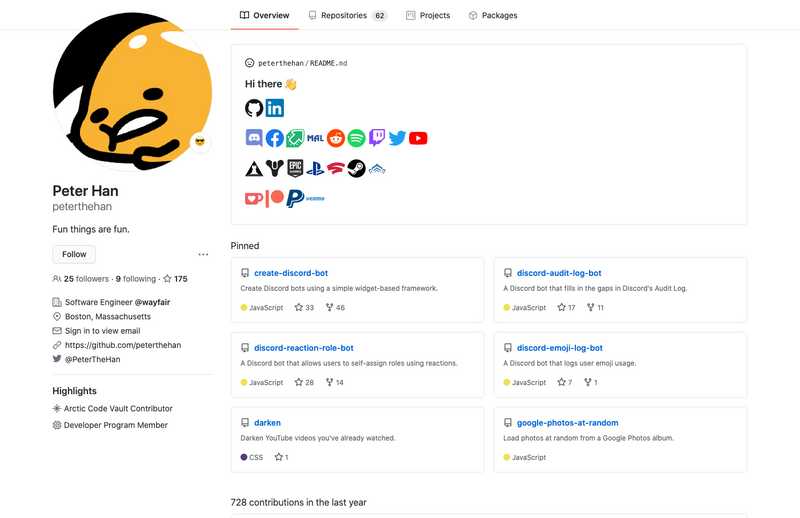 Overview
Repositories 62
Projects
Packages
peterthehan/README.md
Hi there 👋
MAL
EPIC GAMES
venmo
Peter Han
peterthehan
Fun things are fun.
Follow
25 followers · 9 following · 175
Software Engineer @wayfair
Boston, Massachusetts
Sign in to view email
https://github.com/peterthehan
@PeterTheHan
Highlights
Arctic Code Vault Contributor
Developer Program Member
Pinned
create-discord-bot
Create Discord bots using a simple widget-based framework.
JavaScript 33 46
discord-audit-log-bot
A Discord bot that fills in the gaps in Discord's Audit Log.
JavaScript 17 11
discord-reaction-role-bot
A Discord bot that allows users to self-assign roles using reactions.
JavaScript 28 14
discord-emoji-log-bot
A Discord bot that logs user emoji usage.
JavaScript 7 1
darken
Darken YouTube videos you've already watched.
CSS 1
google-photos-at-random
Load photos at random from a Google Photos album.
JavaScript
728 contributions in the last year